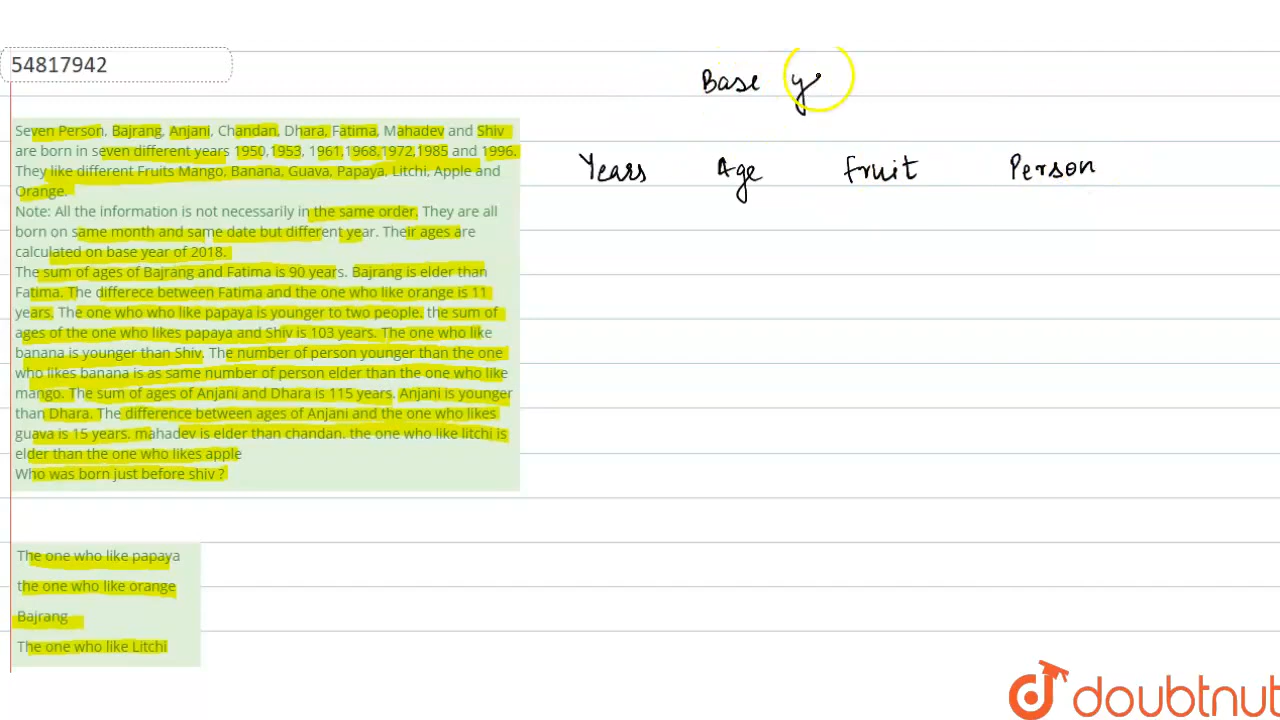 54817942
Base y
Seven Person, Bajrang, Anjani, Chandan, Dhara, Fatima, Mahadev and Shiv
are born in seven different years 1950,1953, 1961,1968,1972,1985 and 1996.
They like different Fruits Mango, Banana, Guava, Papaya, Litchi, Apple and
Orange.
Note: All the information is not necessarily in the same order. They are all
born on same month and same date but different year. Their ages are
calculated on base year of 2018.
The sum of ages of Bajrang and Fatima is 90 years. Bajrang is elder than
Fatima. The differece between Fatima and the one who like orange is 11
years. The one who who like papaya is younger to two people. the sum of
ages of the one who likes papaya and Shiv is 103 years. The one who like
banana is younger than Shiv. The number of person younger than the one
who likes banana is as same number of person elder than the one who like
mango. The sum of ages of Anjani and Dhara is 115 years. Anjani is younger
than Dhara. The difference between ages of Anjani and the one who likes
guava is 15 years. mahadev is elder than chandan. the one who like litchi is
elder than the one who likes apple
Who was born just before shiv ?
Years Age Fruit Person
The one who like papaya
the one who like orange
Bajrang
The one who like Litchi
doubtnut